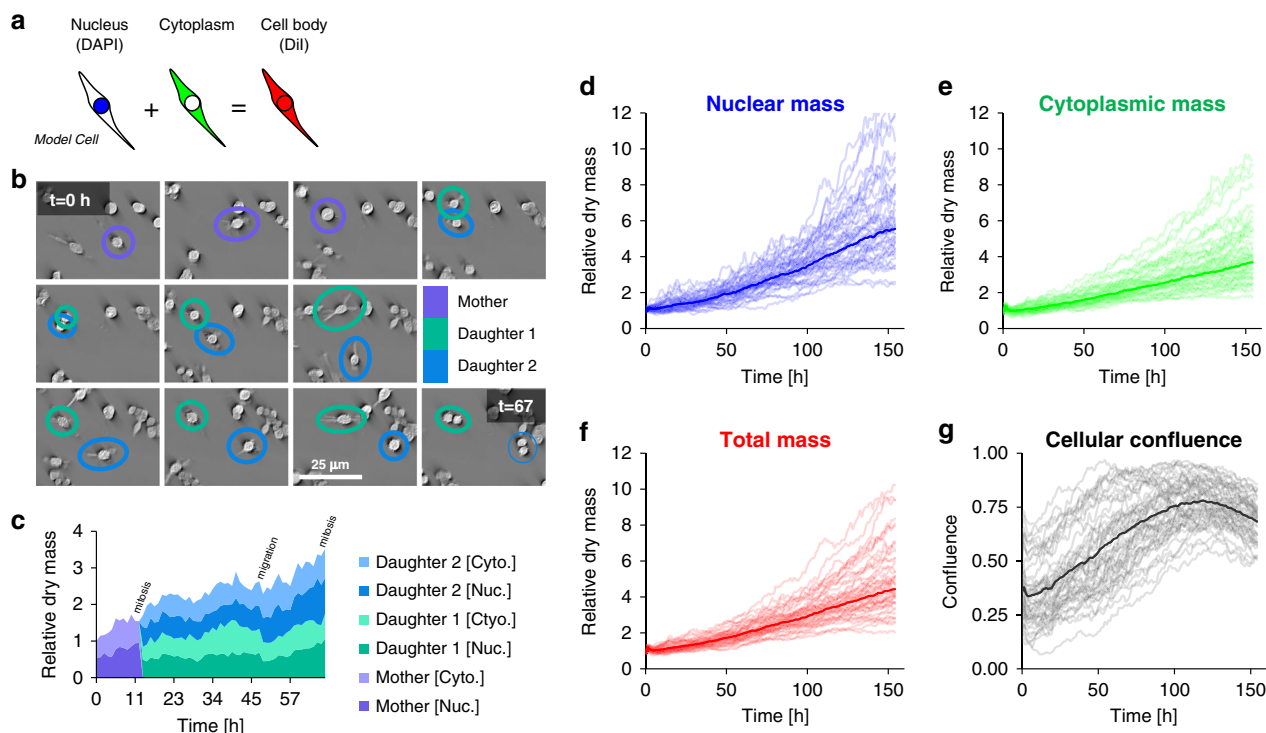 a
Nucleus
(DAPI)
Cytoplasm
Cell body
(DiI)
+
=
Model Cell
b
t=0 h
Mother
Daughter 1
Daughter 2
t=67
25 µm
c
Relative dry mass
4
3
2
1
0
mitosis
migration
mitosis
0 11 23 34 45 57
Time [h]
Daughter 2 [Cyto.]
Daughter 2 [Nuc.]
Daughter 1 [Ctyo.]
Daughter 1 [Nuc.]
Mother [Cyto.]
Mother [Nuc.]
d
Nuclear mass
Relative dry mass
12
10
8
6
4
2
0
0 50 100 150
Time [h]
e
Cytoplasmic mass
Relative dry mass
12
10
8
6
4
2
0
0 50 100 150
Time [h]
f
Total mass
Relative dry mass
12
10
8
6
4
2
0
0 50 100 150
Time [h]
g
Cellular confluence
Confluence
1.00
0.75
0.50
0.25
0.00
0 50 100 150
Time [h]